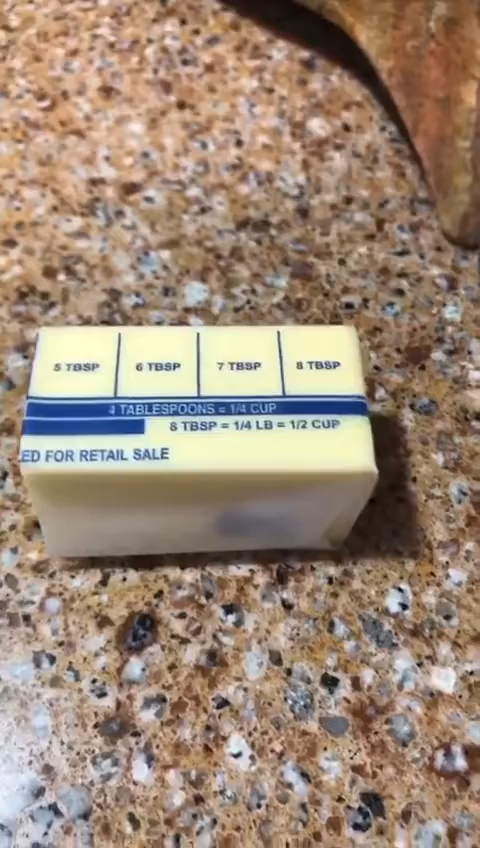 5 TBSP 6 TBSP 7 TBSP 8 TBSP
4 TABLESPOONS = 1/4 CUP
8 TBSP = 1/4 LB = 1/2 CUP
ED FOR RETAIL SALE